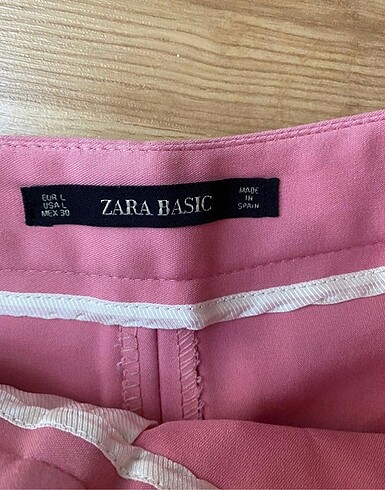 EUR L
USA L
MEX 30
ZARA BASIC
MADE
IN
SPAIN